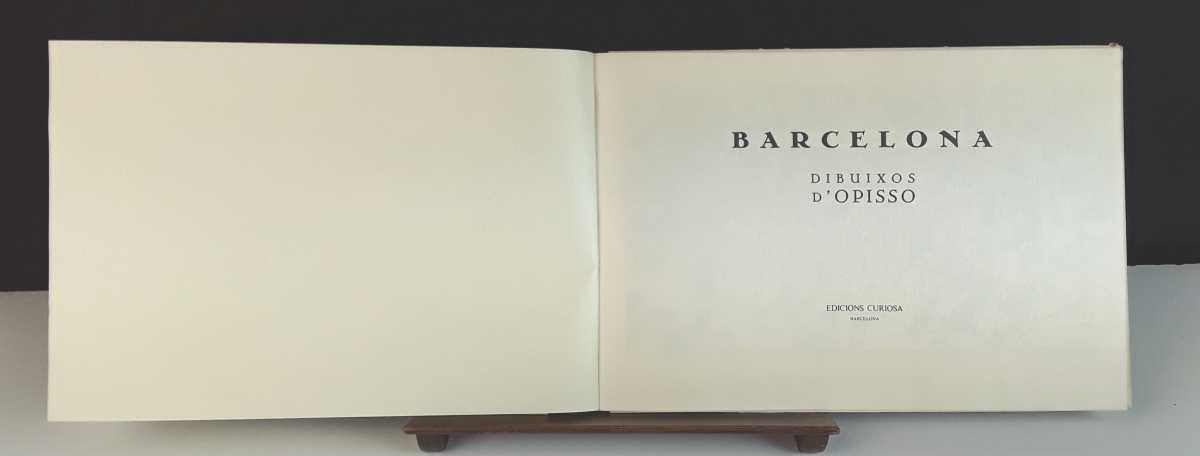 BARCELONA
DIBUIXOS
D'OPISSO
EDICIONS CURIOSA
BARCELONA